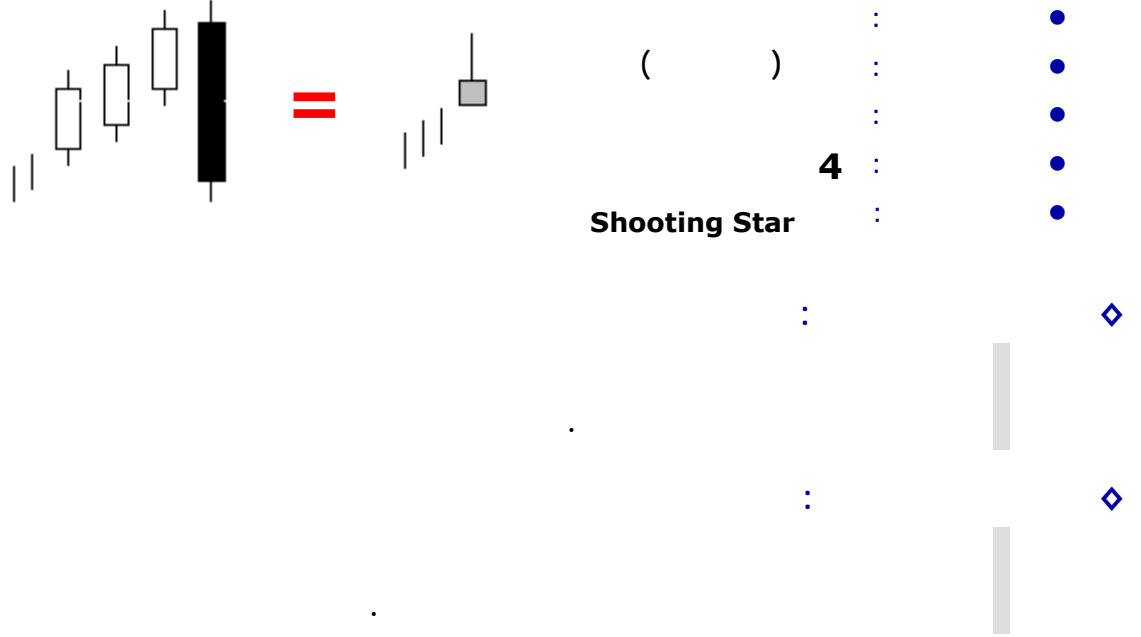 • :
• : ( )
• :
• : 4
• : Shooting Star
◇ :
.
◇ :
.